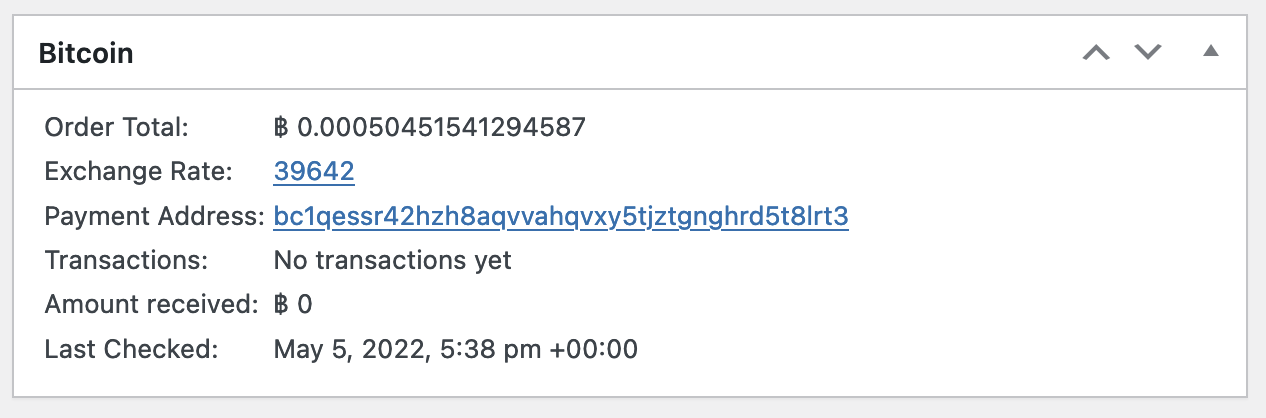 Bitcoin
Order Total: ฿ 0.00050451541294587
Exchange Rate: 39642
Payment Address: bc1qessr42hzh8aqvvahqvxy5tjztgnghrd5t8lrt3
Transactions: No transactions yet
Amount received: ฿ 0
Last Checked: May 5, 2022, 5:38 pm +00:00